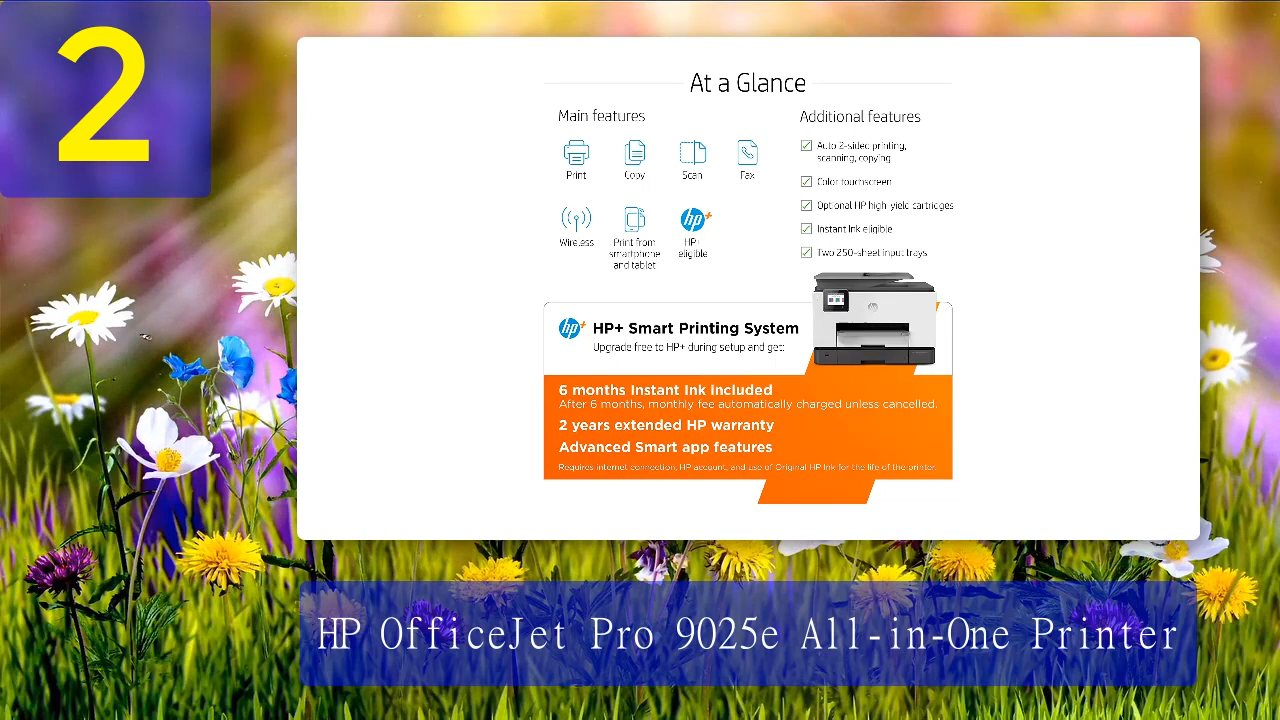 2
At a Glance
Main features
Print
Copy
Scan
Fax
Wireless
Print from
smartphone
and tablet
hp+
HP+
eligible
Additional features
Auto 2-sided printing,
scanning, copying
Color touchscreen
Optional HP high-yield cartridges
Instant Ink eligible
Two 250-sheet input trays
hp+ HP+ Smart Printing System
Upgrade free to HP+ during setup and get:
6 months Instant Ink included
After 6 months, monthly fee automatically charged unless cancelled.
2 years extended HP warranty
Advanced Smart app features
Requires internet connection, HP account, and use of Original HP Ink for the life of the printer.
HP OfficeJet Pro 9025e All-in-One Printer